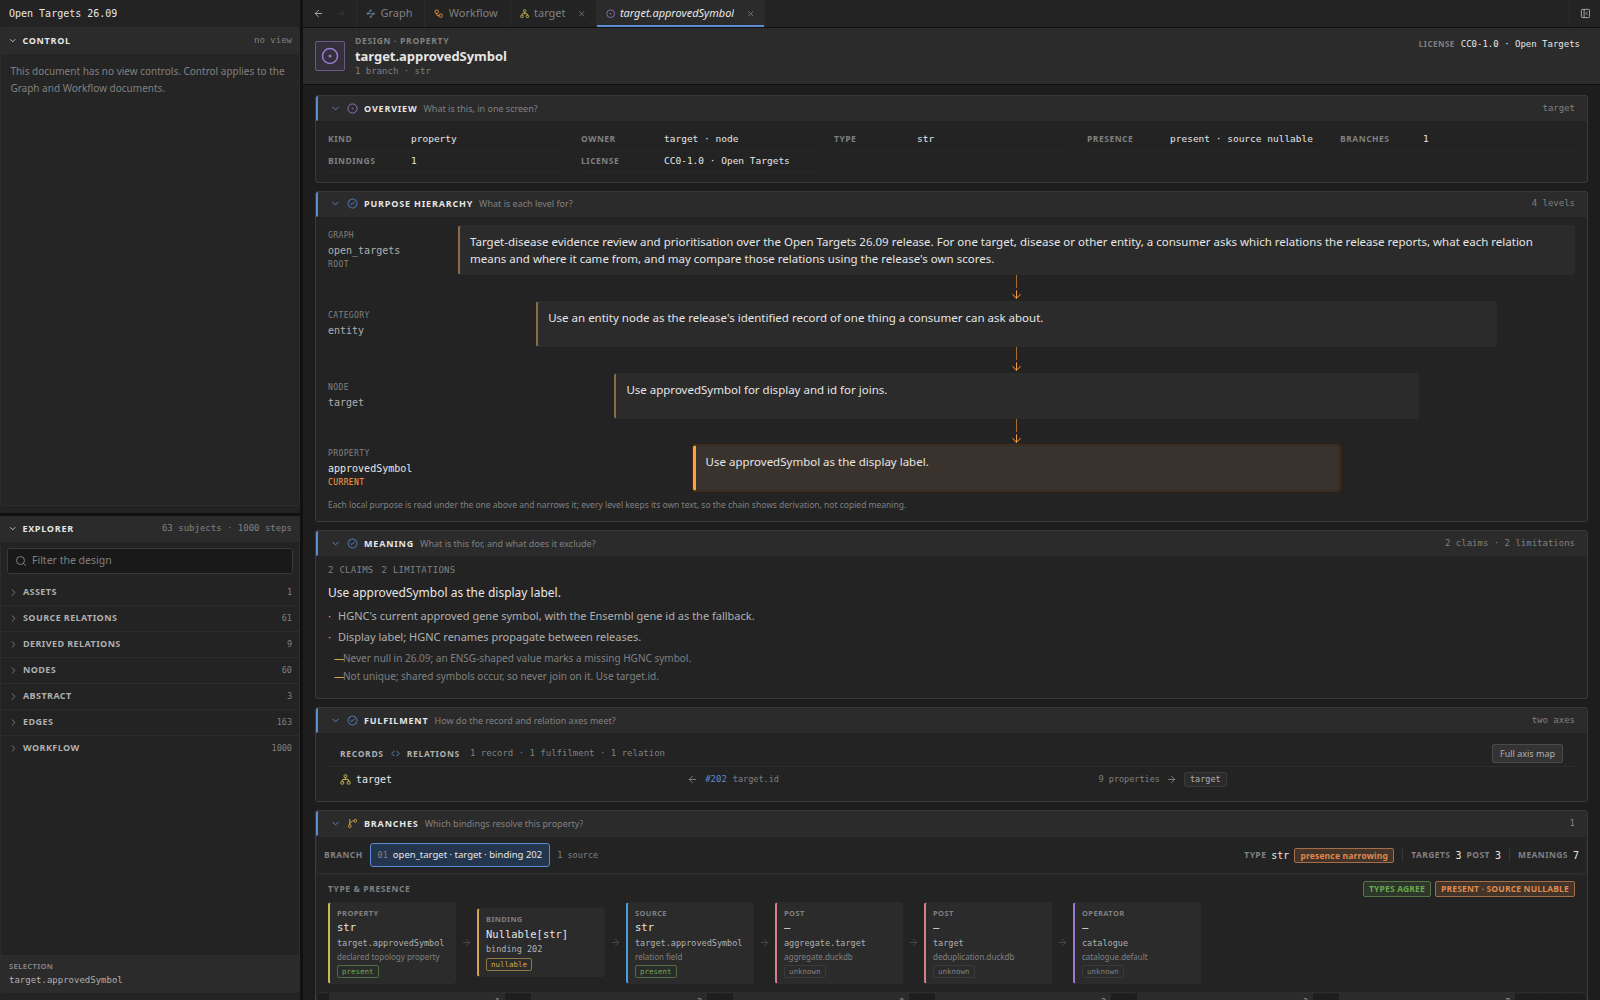 Open Targets 26.09
Graph
Workflow
target
target.approvedSymbol
CONTROL
no view
This document has no view controls. Control applies to the
Graph and Workflow documents.
DESIGN · PROPERTY
target.approvedSymbol
1 branch · str
LICENSE CC0-1.0 · Open Targets
OVERVIEW What is this, in one screen?
target
KIND property
OWNER target · node
TYPE str
PRESENCE present · source nullable
BRANCHES 1
BINDINGS 1
LICENSE CC0-1.0 · Open Targets
PURPOSE HIERARCHY What is each level for?
4 levels
GRAPH
open_targets
ROOT
Target-disease evidence review and prioritisation over the Open Targets 26.09 release. For one target, disease or other entity, a consumer asks which relations the release reports, what each relation
means and where it came from, and may compare those relations using the release's own scores.
CATEGORY
entity
Use an entity node as the release's identified record of one thing a consumer can ask about.
NODE
target
Use approvedSymbol for display and id for joins.
PROPERTY
approvedSymbol
CURRENT
Use approvedSymbol as the display label.
Each local purpose is read under the one above and narrows it; every level keeps its own text, so the chain shows derivation, not copied meaning.
EXPLORER
63 subjects · 1000 steps
Filter the design
ASSETS 1
SOURCE RELATIONS 61
DERIVED RELATIONS 9
NODES 60
ABSTRACT 3
EDGES 163
WORKFLOW 1000
SELECTION
target.approvedSymbol
MEANING What is this for, and what does it exclude?
2 claims · 2 limitations
2 CLAIMS 2 LIMITATIONS
Use approvedSymbol as the display label.
· HGNC's current approved gene symbol, with the Ensembl gene id as the fallback.
· Display label; HGNC renames propagate between releases.
—Never null in 26.09; an ENSG-shaped value marks a missing HGNC symbol.
—Not unique; shared symbols occur, so never join on it. Use target.id.
FULFILMENT How do the record and relation axes meet?
two axes
RECORDS <> RELATIONS 1 record · 1 fulfilment · 1 relation
Full axis map
target
← #202 target.id
9 properties → target
BRANCHES Which bindings resolve this property?
1
BRANCH 01 open_target · target · binding 202 1 source
TYPE str presence narrowing TARGETS 3 POST 3 MEANINGS 7
TYPE & PRESENCE
TYPES AGREE PRESENT · SOURCE NULLABLE
PROPERTY
str
target.approvedSymbol
declared topology property
present
BINDING
Nullable[str]
binding 202
nullable
SOURCE
str
target.approvedSymbol
relation field
present
POST
—
aggregate.target
aggregate.duckdb
unknown
POST
—
target
deduplication.duckdb
unknown
OPERATOR
—
catalogue
catalogue.default
unknown